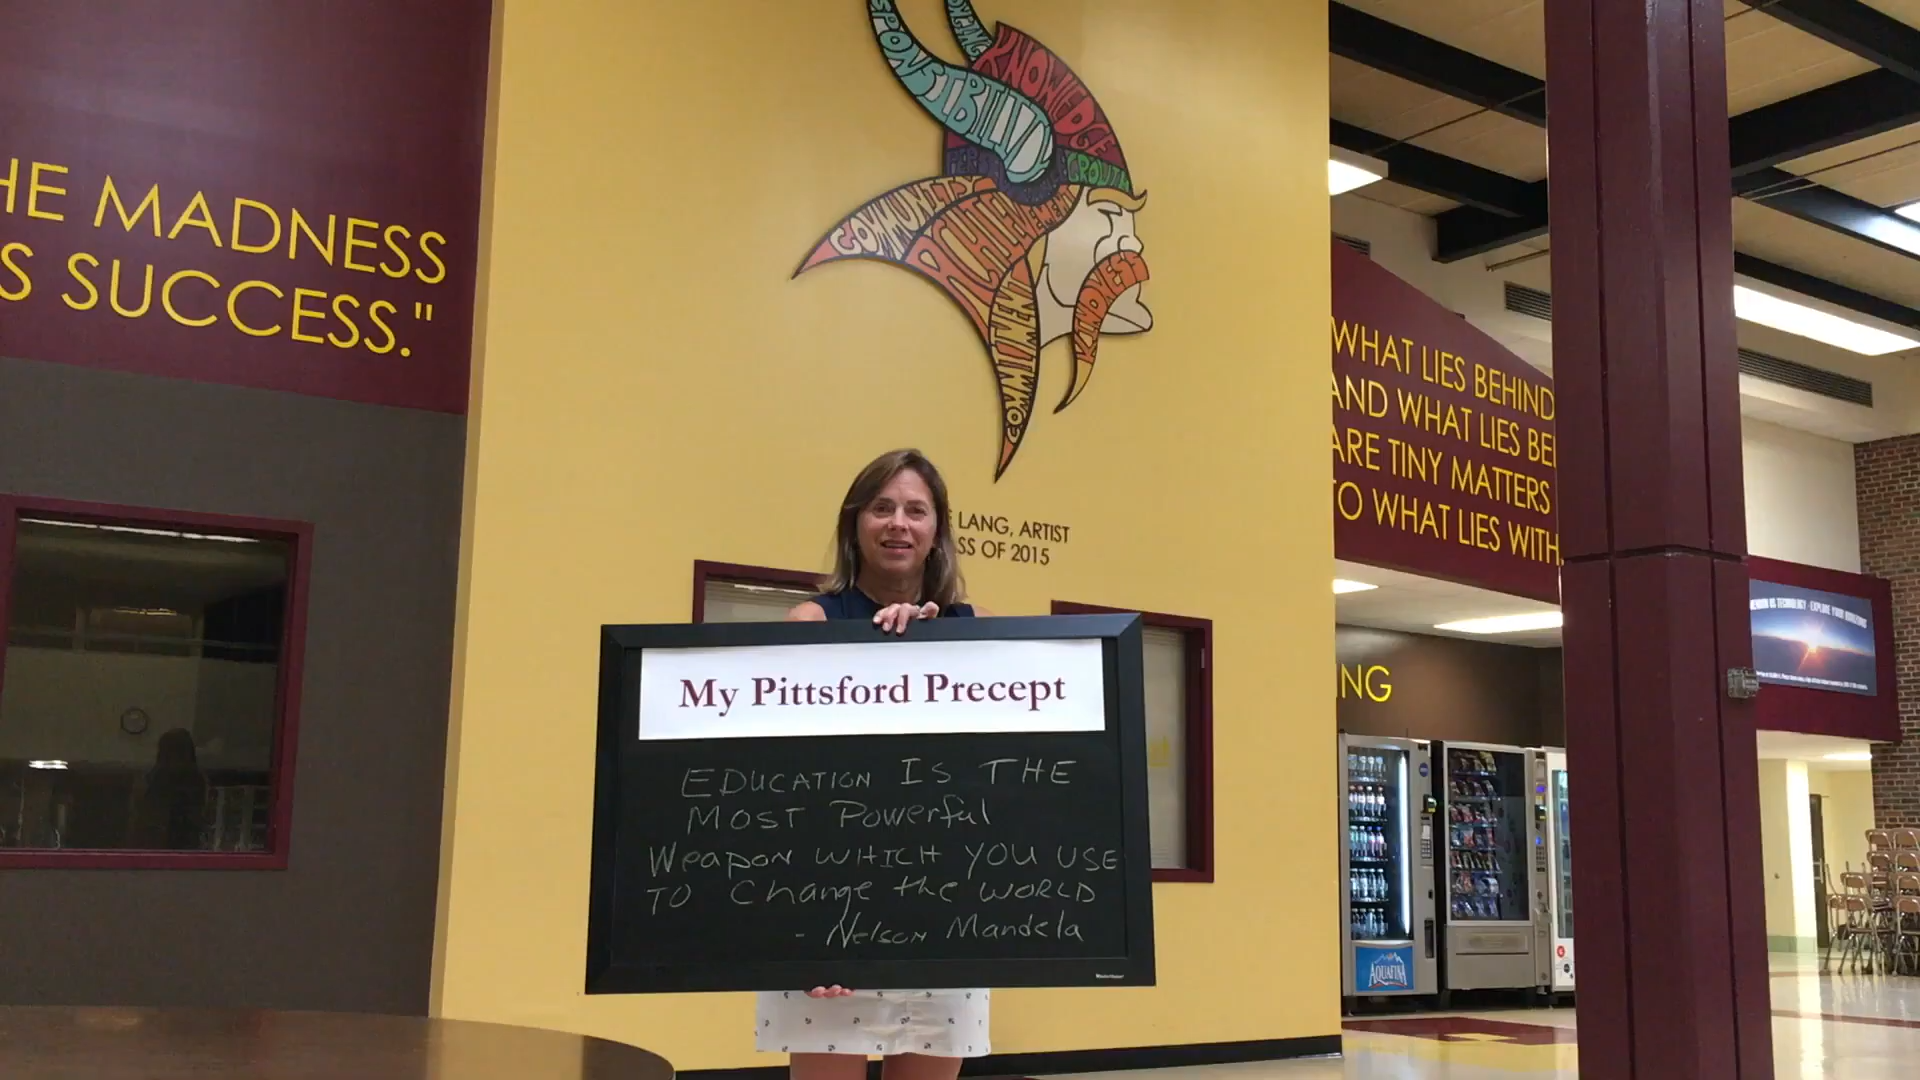 HE MADNESS
S SUCCESS."
RESPONSIBILITY
KNOWLEDGE
GROWTH
COMMUNITY
ACHIEVEMENT
COMMITMENT
KINDNESS
LANG, ARTIST
SS OF 2015
WHAT LIES BEHIND
AND WHAT LIES BE
ARE TINY MATTERS
TO WHAT LIES WITH
NG
AQUAFINA
My Pittsford Precept
EDUCATION IS THE
MOST Powerful
Weapon WHICH YOU USE
TO Change the WORLD
- Nelson Mandela